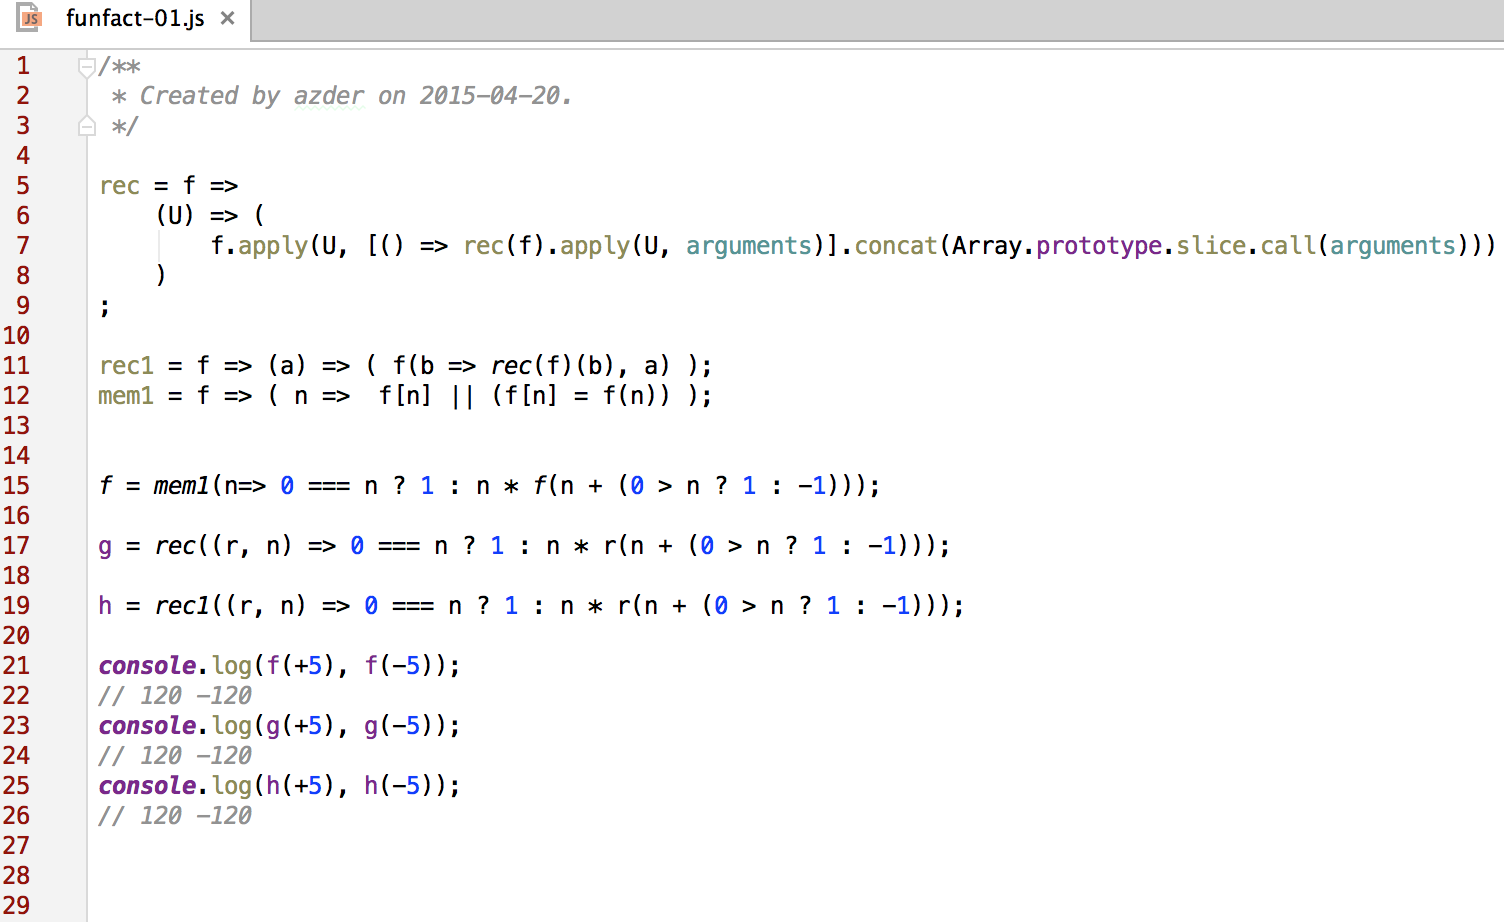 JS funfact-01.js ×
1 /**
2  * Created by azder on 2015-04-20.
3  */
4
5 rec = f =>
6     (U) => (
7         f.apply(U, [() => rec(f).apply(U, arguments)].concat(Array.prototype.slice.call(arguments)))
8     )
9 ;
10
11 rec1 = f => (a) => ( f(b => rec(f)(b), a) );
12 mem1 = f => ( n =>  f[n] || (f[n] = f(n)) );
13
14
15 f = mem1(n=> 0 === n ? 1 : n * f(n + (0 > n ? 1 : -1)));
16
17 g = rec((r, n) => 0 === n ? 1 : n * r(n + (0 > n ? 1 : -1)));
18
19 h = rec1((r, n) => 0 === n ? 1 : n * r(n + (0 > n ? 1 : -1)));
20
21 console.log(f(+5), f(-5));
22 // 120 -120
23 console.log(g(+5), g(-5));
24 // 120 -120
25 console.log(h(+5), h(-5));
26 // 120 -120
27
28
29